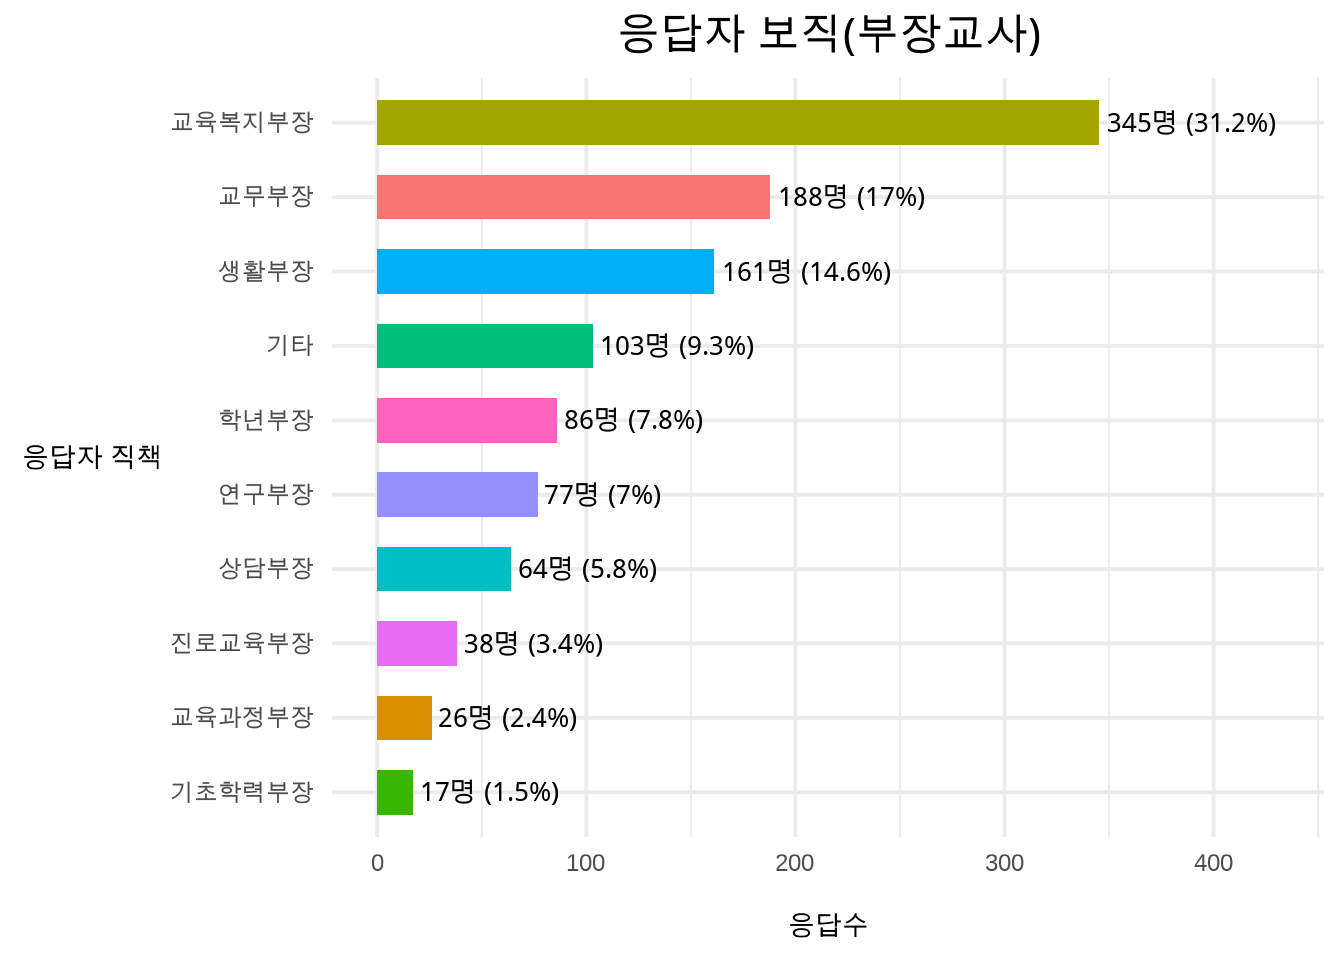 응답자 보직(부장교사)
교육복지부장 345명 (31.2%)
교무부장 188명 (17%)
생활부장 161명 (14.6%)
기타 103명 (9.3%)
학년부장 86명 (7.8%)
응답자 직책
연구부장 77명 (7%)
상담부장 64명 (5.8%)
진로교육부장 38명 (3.4%)
교육과정부장 26명 (2.4%)
기초학력부장 17명 (1.5%)
0 100 200 300 400
응답수